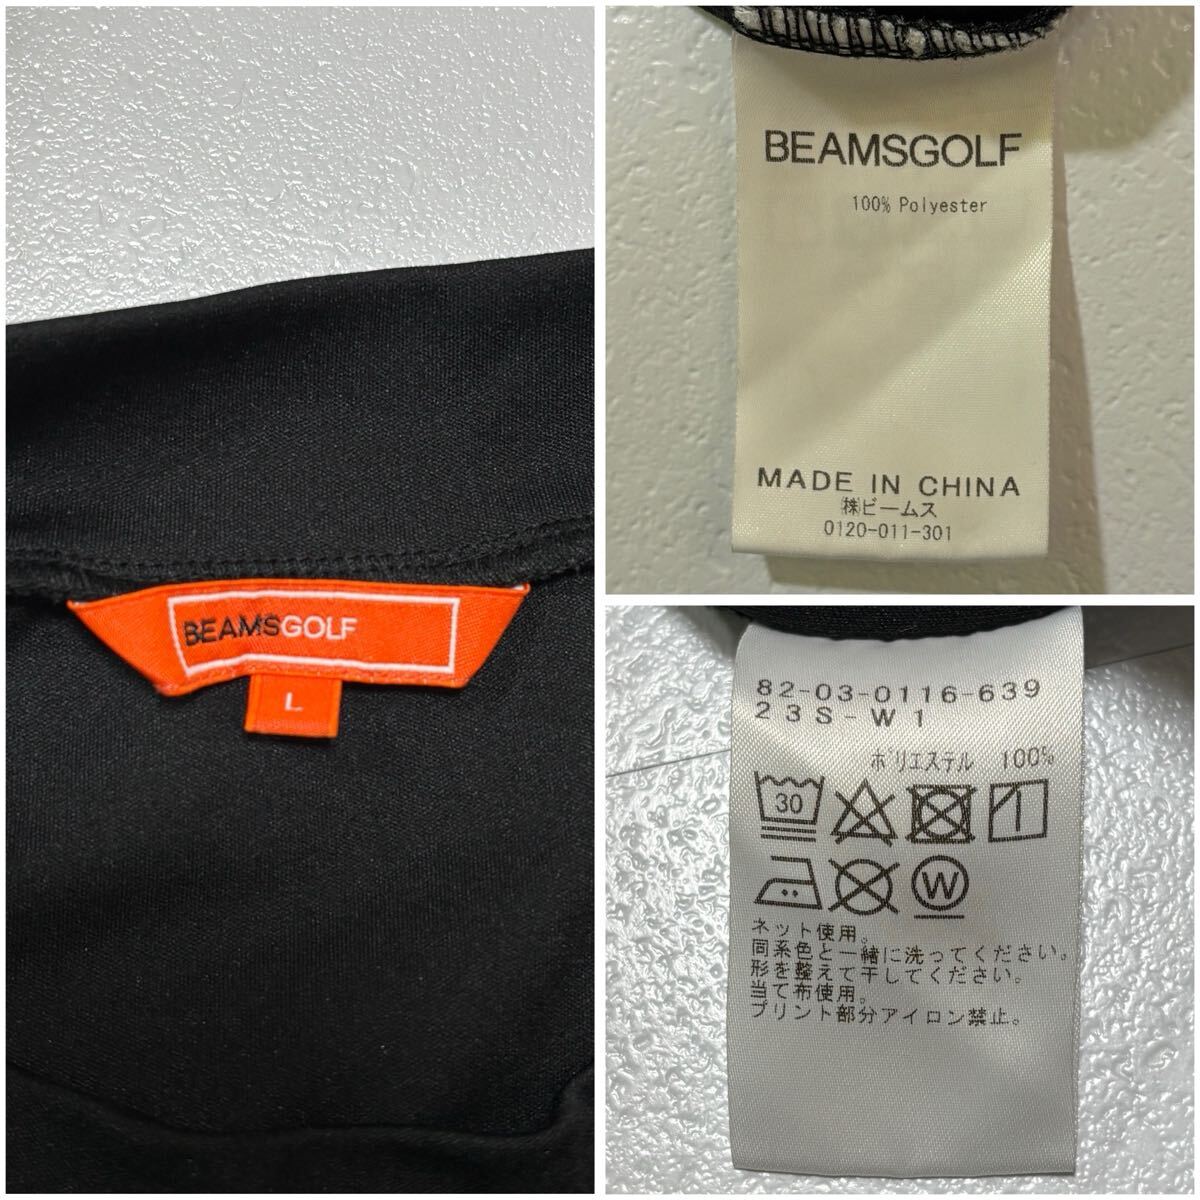 BEAMSGOLF
L
BEAMSGOLF
100% Polyester
MADE IN CHINA
㈱ビームス
0120-011-301
82-03-0116-639
23S-W1
ポリエステル 100%
30
W
ネット使用。
同系色と一緒に洗ってください。
形を整えて干してください。
当て布使用。
プリント部分アイロン禁止。